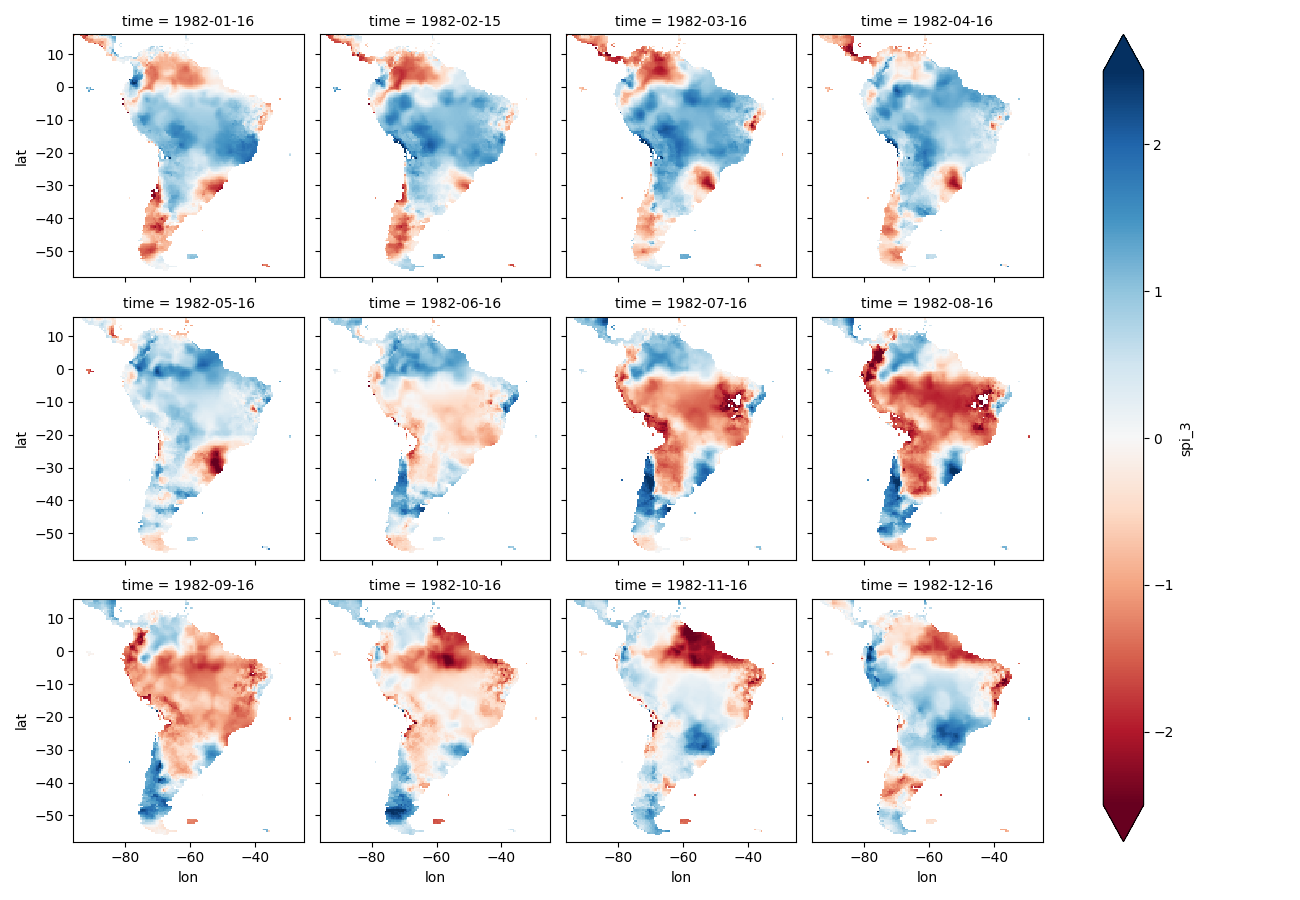 time = 1982-01-16
time = 1982-02-15
time = 1982-03-16
time = 1982-04-16
10
0
−10
−20
−30
−40
−50
lat
time = 1982-05-16
time = 1982-06-16
time = 1982-07-16
time = 1982-08-16
10
0
−10
−20
−30
−40
−50
lat
time = 1982-09-16
time = 1982-10-16
time = 1982-11-16
time = 1982-12-16
10
0
−10
−20
−30
−40
−50
lat
−80
−60
−40
lon
−80
−60
−40
lon
−80
−60
−40
lon
−80
−60
−40
lon
2
1
0
−1
−2
spi_3